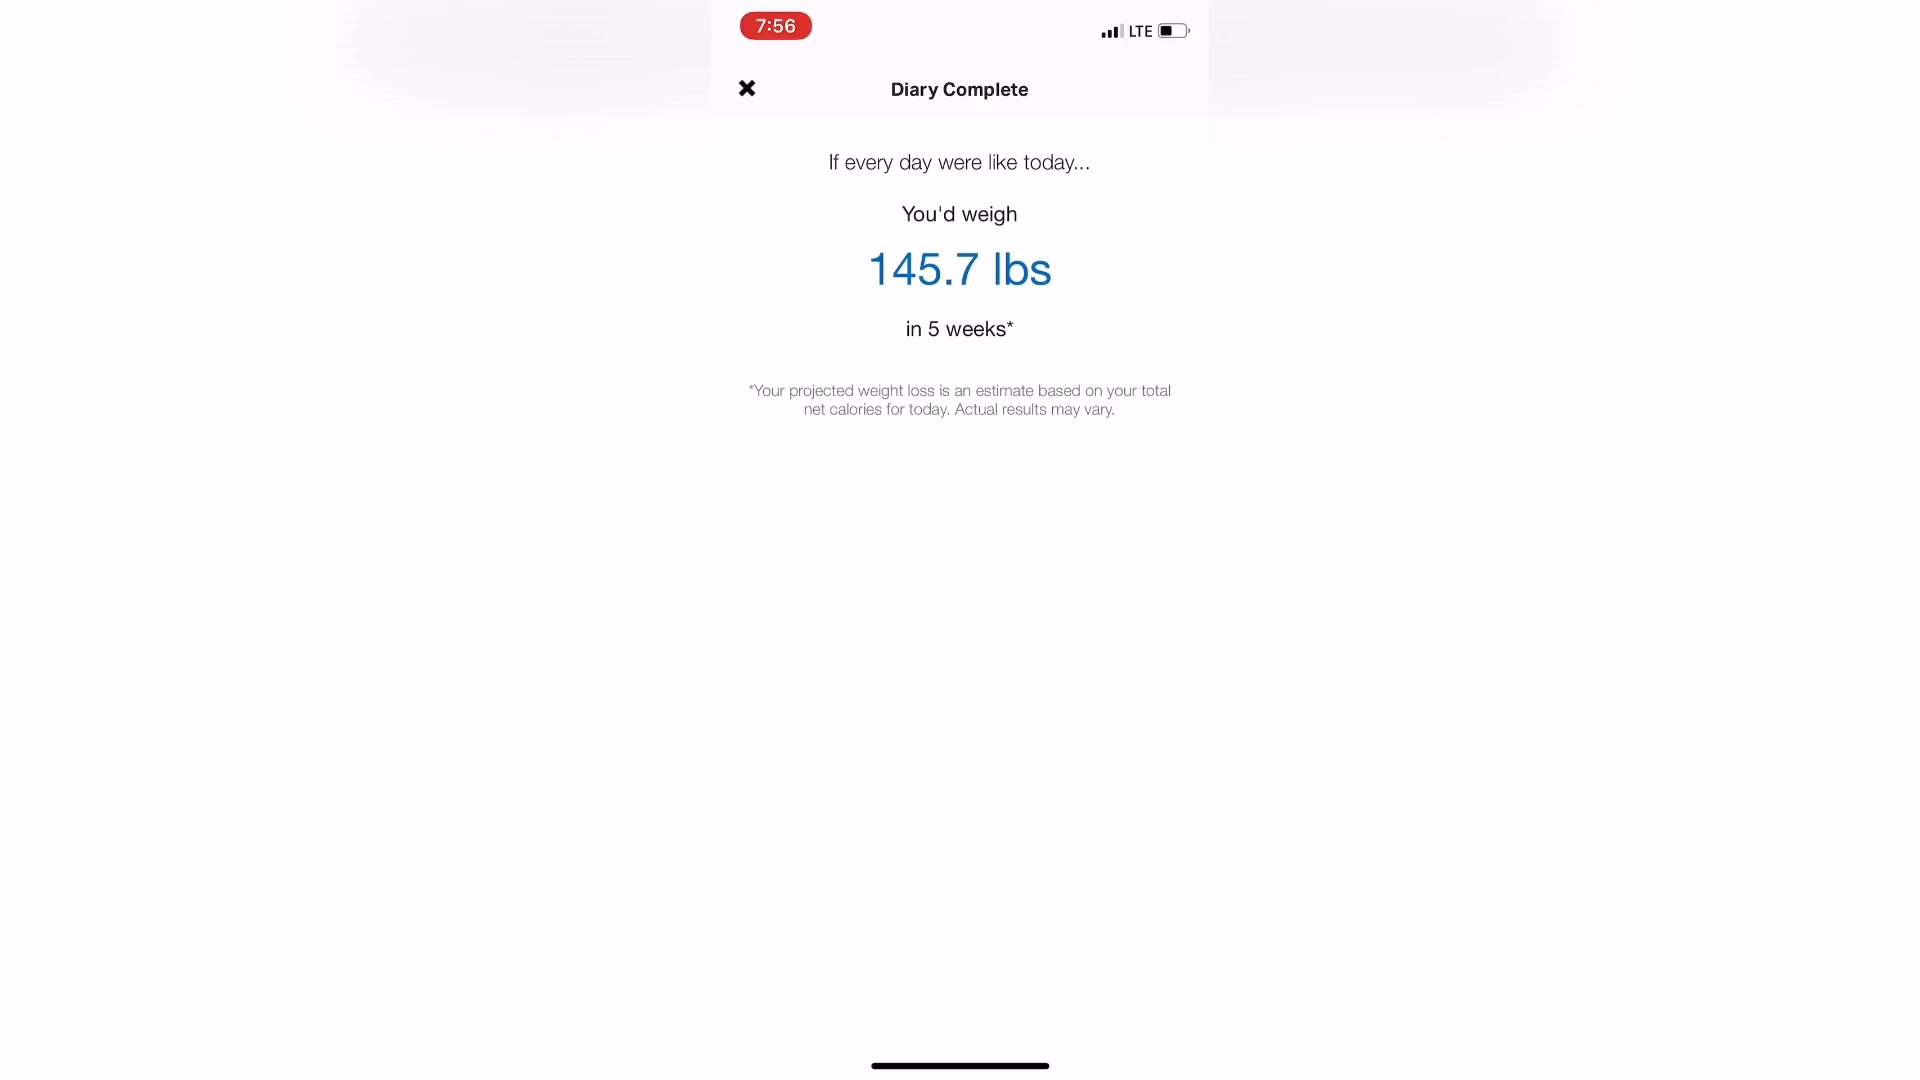 7:56
LTE
Diary Complete
If every day were like today...
You'd weigh
145.7 lbs
in 5 weeks*
*Your projected weight loss is an estimate based on your total
net calories for today. Actual results may vary.